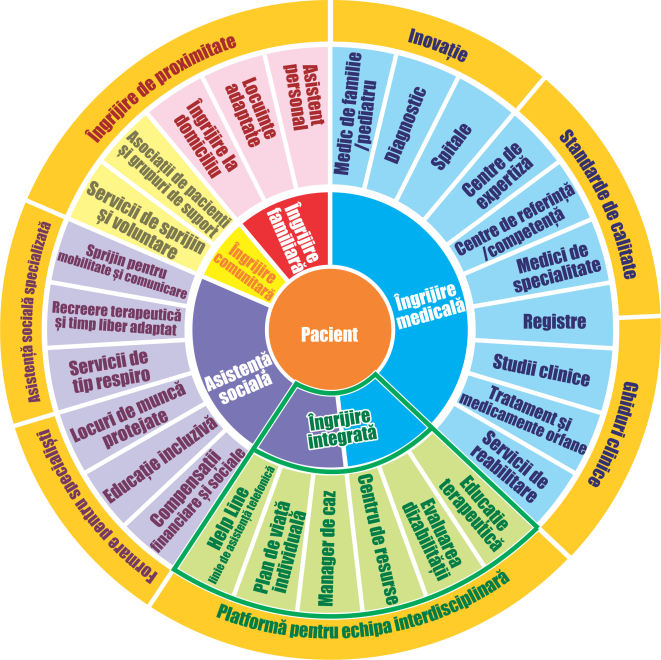 Pacient
Îngrijire
medicală
Îngrijire
integrată
Asistență
socială
Îngrijire
comunitară
Îngrijire
familiară
Medic de familie
/pediatru
Diagnostic
Spitale
Centre de
expertiză
Centre de referință
/competență
Medici de
specialitate
Registre
Studii clinice
Tratament și
medicamente orfane
Servicii de
reabilitare
Educație
terapeutică
Evaluarea
dizabilității
Centru de resurse
Manager de caz
Plan de viață
individuală
Help Line
linie de asistență telefonică
Compensații
financiare și sociale
Educație incluzivă
Locuri de muncă
protejate
Servicii de
tip respiro
Recreere terapeutică
și timp liber adaptat
Sprijin pentru
mobilitate și comunicare
Servicii de sprijin
și voluntare
Asociații de pacienți
și grupuri de suport
Îngrijire la
domiciliu
Locuințe
adaptate
Asistent
personal
Inovație
Standarde de calitate
Ghiduri clinice
Platformă pentru echipa interdisciplinară
Formare pentru specialiști
Asistență socială specializată
Îngrijire de proximitate